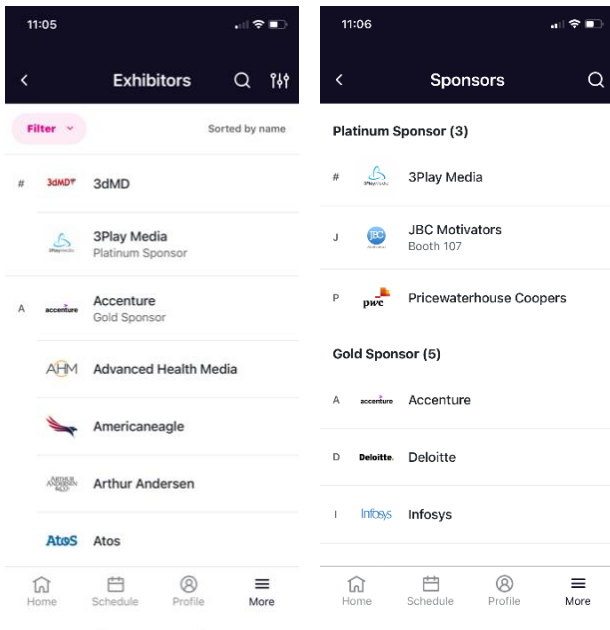 11:05
Exhibitors
Filter
Sorted by name
#
3dMD
3dMD
3Play Media
Platinum Sponsor
A
accenture
Accenture
Gold Sponsor
AHM
Advanced Health Media
Americaneagle
ARTHUR
ANDERSEN
&CO
Arthur Andersen
Atos
Atos
Home
Schedule
Profile
More
11:06
Sponsors
Platinum Sponsor (3)
#
3Play Media
J
JBC
JBC Motivators
Booth 107
P
pwc
Pricewaterhouse Coopers
Gold Sponsor (5)
A
accenture
Accenture
D
Deloitte.
Deloitte
I
Infosys
Infosys
Home
Schedule
Profile
More